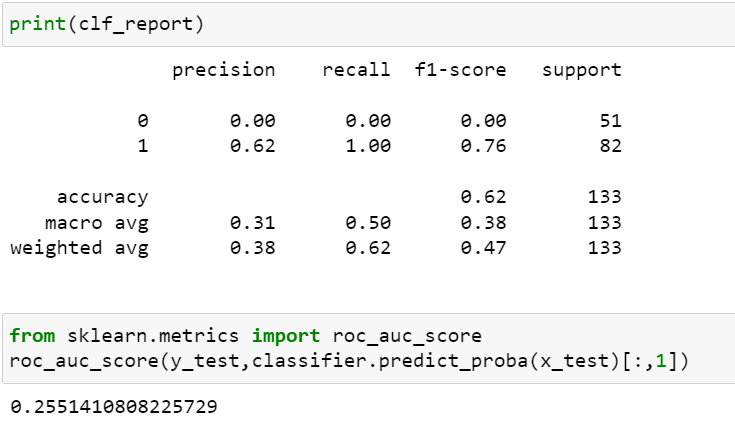 print(clf_report)
precision recall f1-score support
0 0.00 0.00 0.00 51
1 0.62 1.00 0.76 82
accuracy 0.62 133
macro avg 0.31 0.50 0.38 133
weighted avg 0.38 0.62 0.47 133
from sklearn.metrics import roc_auc_score
roc_auc_score(y_test,classifier.predict_proba(x_test)[:,1])
0.2551410808225729